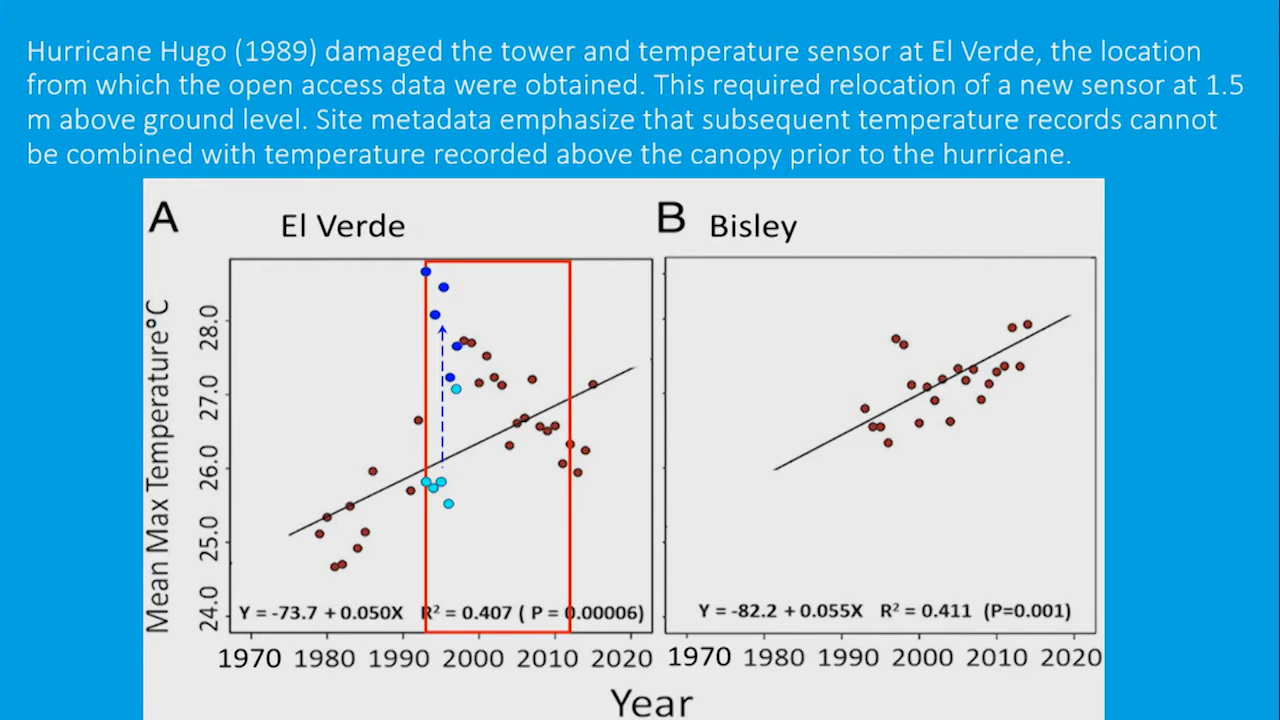 Hurricane Hugo (1989) damaged the tower and temperature sensor at El Verde, the location
from which the open access data were obtained. This required relocation of a new sensor at 1.5
m above ground level. Site metadata emphasize that subsequent temperature records cannot
be combined with temperature recorded above the canopy prior to the hurricane.
A El Verde
B Bisley
Mean Max Temperature°C
28.0
27.0
26.0
25.0
24.0
Y = -73.7 + 0.050X R² = 0.407 ( P = 0.00006)
Y = -82.2 + 0.055X R² = 0.411 (P=0.001)
1970 1980 1990 2000 2010 2020
1970 1980 1990 2000 2010 2020
Year